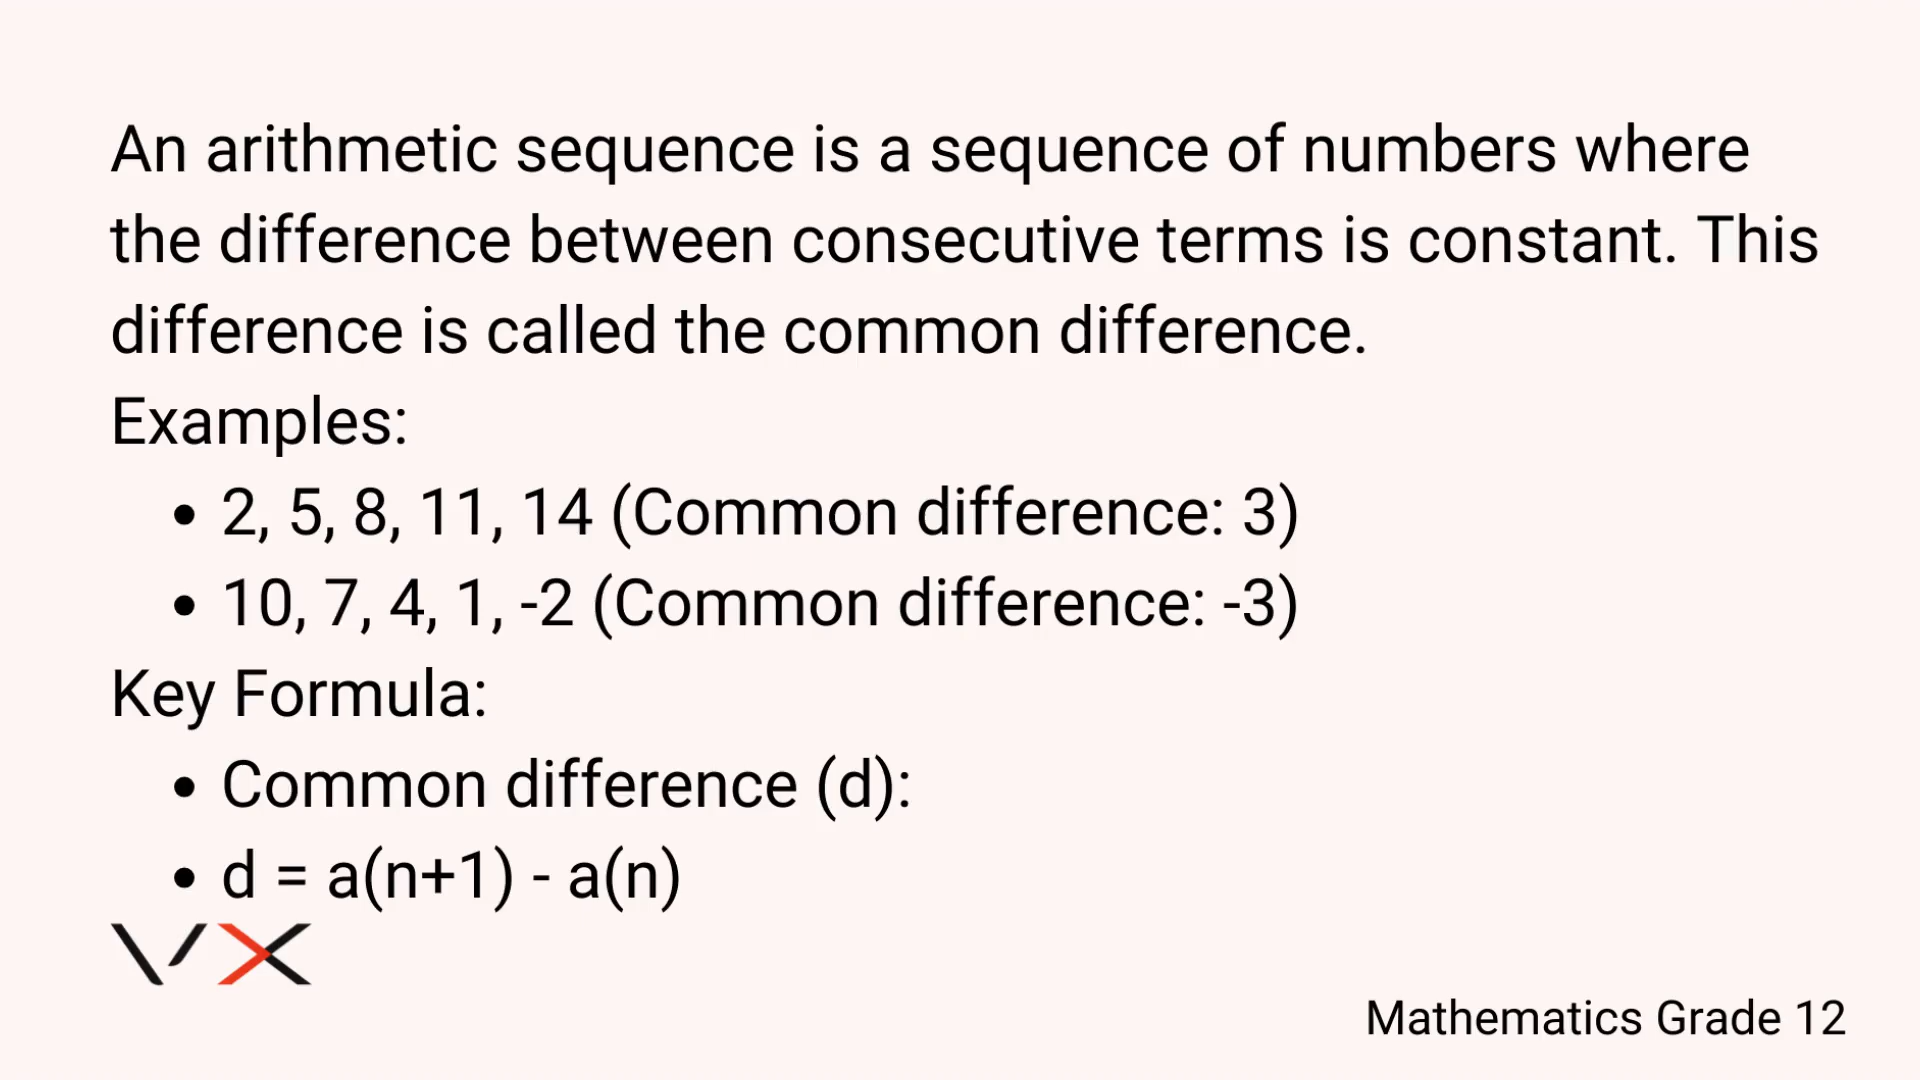 An arithmetic sequence is a sequence of numbers where
the difference between consecutive terms is constant. This
difference is called the common difference.
Examples:
• 2, 5, 8, 11, 14 (Common difference: 3)
• 10, 7, 4, 1, -2 (Common difference: -3)
Key Formula:
• Common difference (d):
• d = a(n+1) - a(n)
VX
Mathematics Grade 12